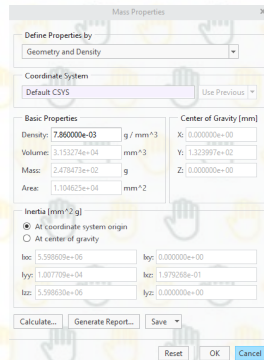 Mass Properties
Define Properties by
Geometry and Density
Coordinate System
Default CSYS
Use Previous
Basic Properties
Density: 7.860000e-03 g / mm^3
Volume: 3.153274e+04 mm^3
Mass: 2.478473e+02 g
Area: 1.104625e+04 mm^2
Center of Gravity [mm]
X: 0.000000e+00
Y: 1.323997e+02
Z: 0.000000e+00
Inertia [mm^2 g]
At coordinate system origin
At center of gravity
Ixx: 5.598609e+06 Ixy: 0.000000e+00
Iyy: 1.007709e+04 Ixz: 1.979268e-01
Izz: 5.598630e+06 Iyz: 0.000000e+00
Calculate... Generate Report... Save
Reset OK Cancel